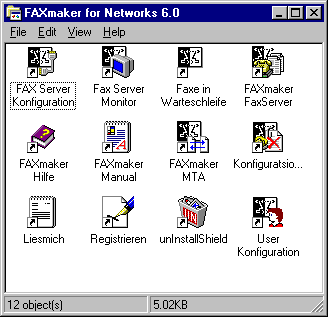 FAXmaker for Networks 6.0
File Edit View Help
FAX Server Konfiguration
Fax Server Monitor
Faxe in Warteschleife
FAXmaker FaxServer
FAXmaker Hilfe
FAXmaker Manual
FAXmaker MTA
Konfiguratsio...
Liesmich
Registrieren
unInstallShield
User Konfiguration
12 object(s)
5.02KB